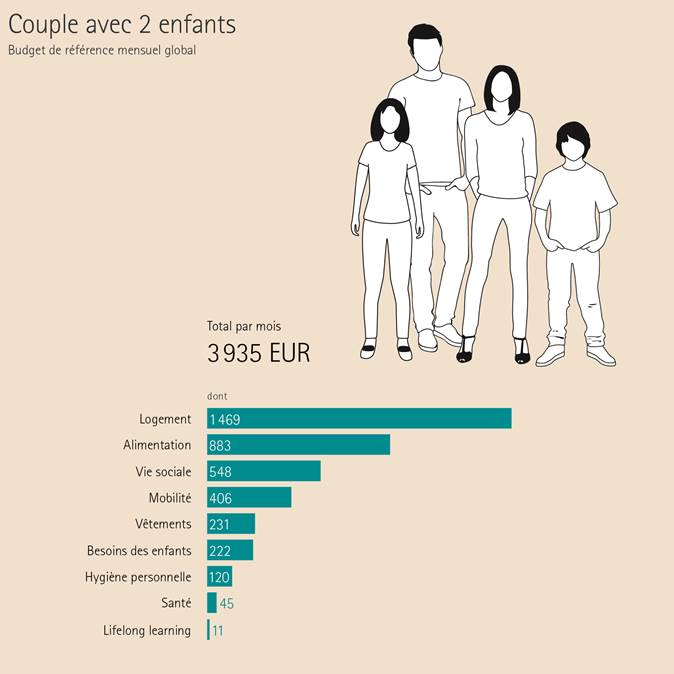 Couple avec 2 enfants
Budget de référence mensuel global
Total par mois
3 935 EUR
dont
Logement 1 469
Alimentation 883
Vie sociale 548
Mobilité 406
Vêtements 231
Besoins des enfants 222
Hygiène personnelle 120
Santé 45
Lifelong learning 11